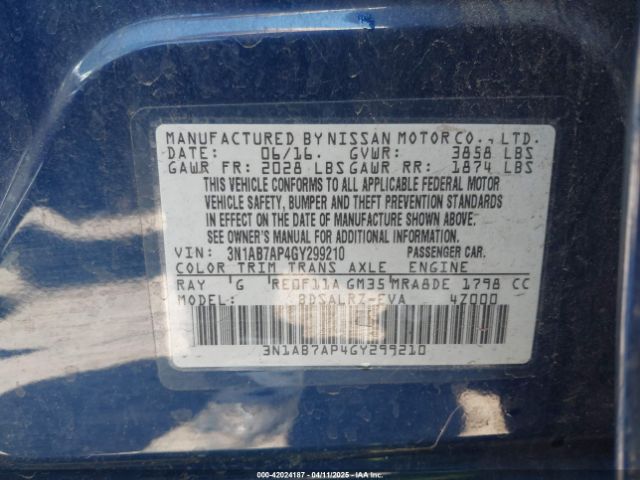 MANUFACTURED BY NISSAN MOTOR CO., LTD.
DATE: 06/16. GVWR: 3858 LBS
GAWR FR: 2028 LBS GAWR RR: 1874 LBS
THIS VEHICLE CONFORMS TO ALL APPLICABLE FEDERAL MOTOR
VEHICLE SAFETY, BUMPER AND THEFT PREVENTION STANDARDS
IN EFFECT ON THE DATE OF MANUFACTURE SHOWN ABOVE.
SEE OWNER'S MANUAL FOR ADDITIONAL INFORMATION
VIN: 3N1AB7AP4GY299210 PASSENGER CAR.
COLOR TRIM TRANS AXLE ENGINE
RAY G RE0F11A GM35 MRA8DE 1798 CC
MODEL: BDSALRZ-EVA 4Z000
3N1AB7AP4GY299210
000-42024187 - 04/11/2025 - IAA Inc.